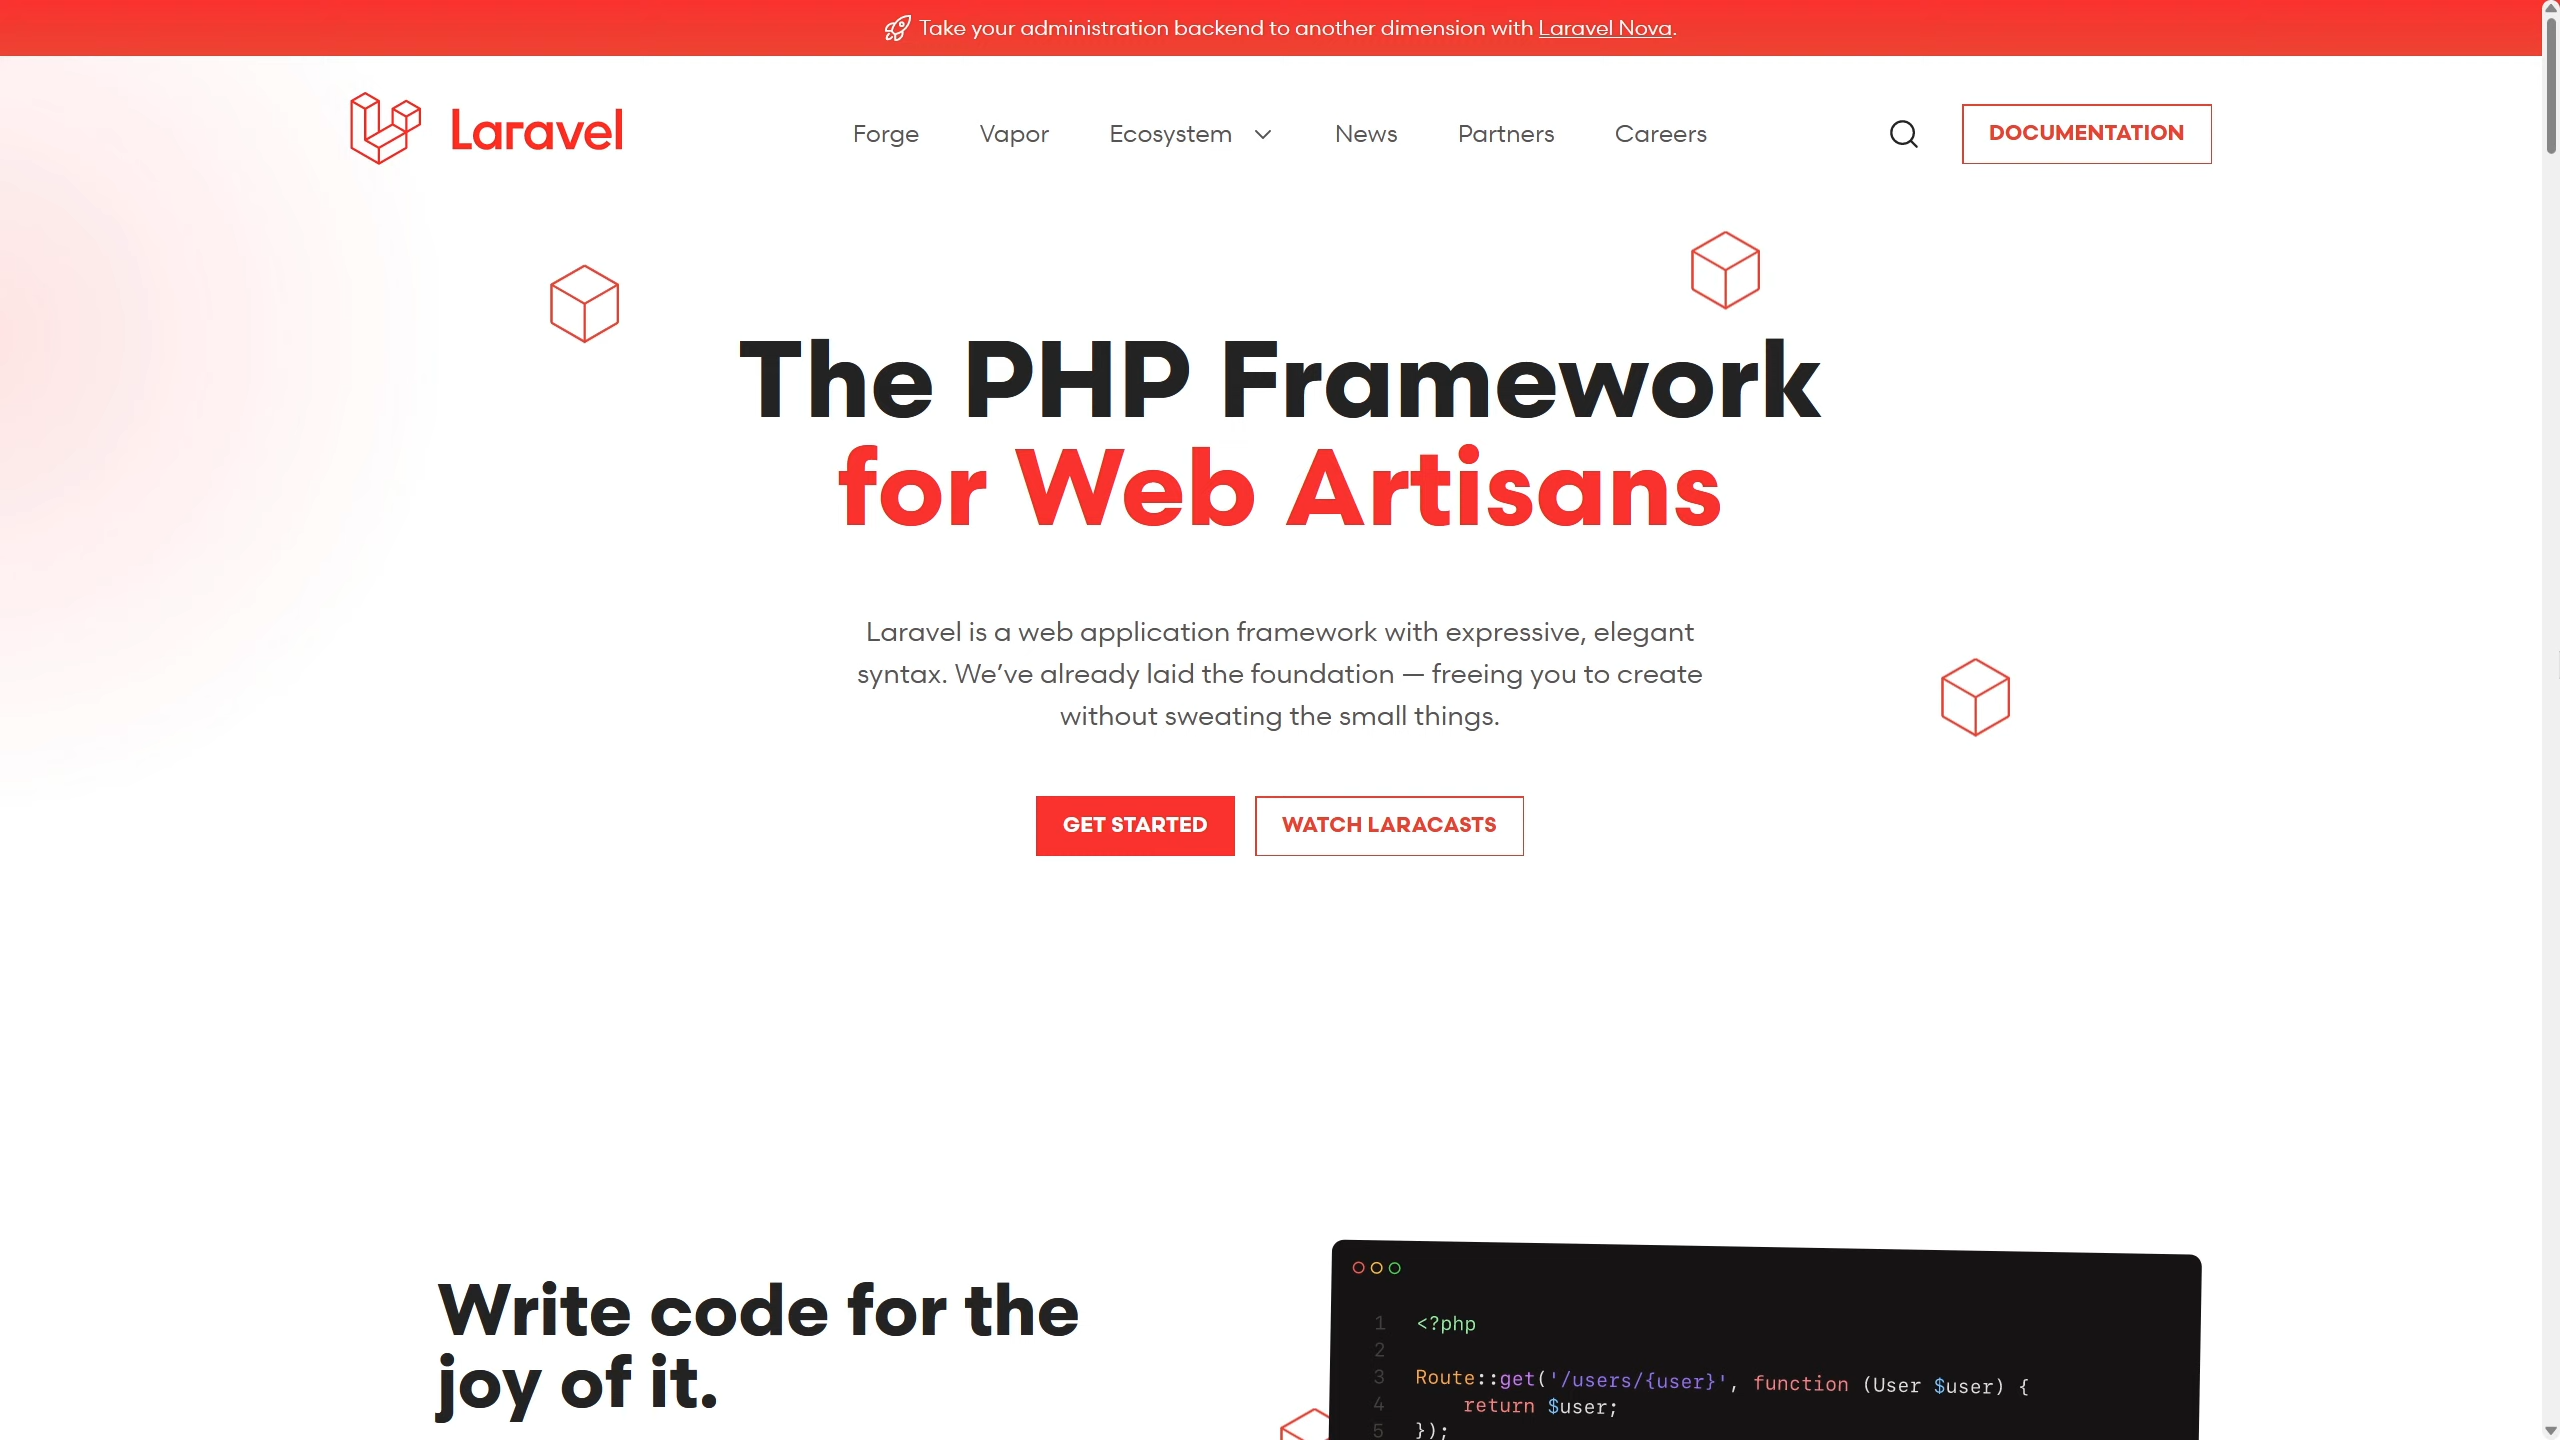 Take your administration backend to another dimension with Laravel Nova.
Laravel
Forge
Vapor
Ecosystem
News
Partners
Careers
DOCUMENTATION
The PHP Framework
for Web Artisans
Laravel is a web application framework with expressive, elegant
syntax. We’ve already laid the foundation — freeing you to create
without sweating the small things.
GET STARTED
WATCH LARACASTS
Write code for the
joy of it.
1 <?php
2
3 Route::get('/users/{user}', function (User $user) {
4 return $user;
5 });